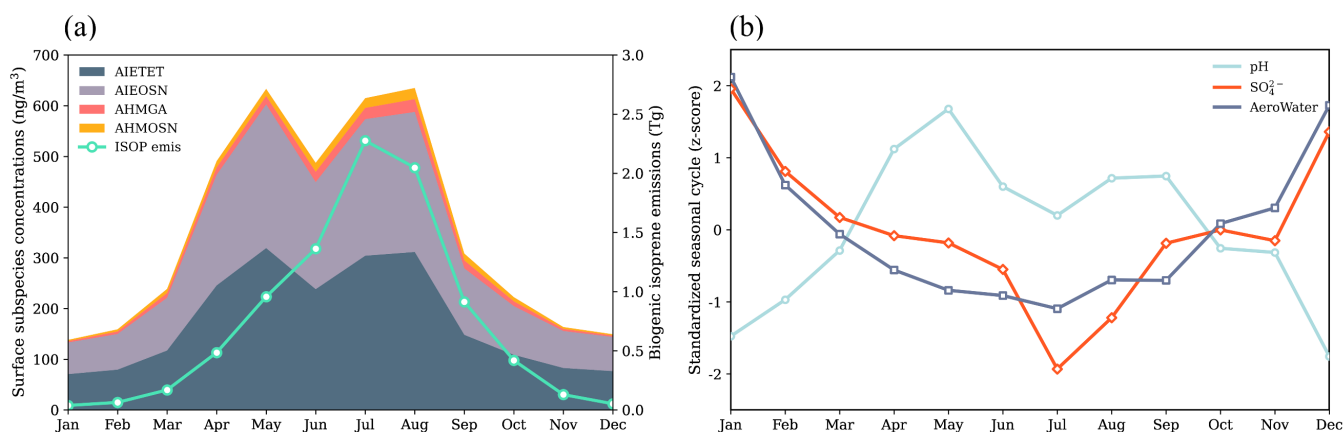 (a)
Surface subspecies concentrations (ng/m³)
700
600
500
400
300
200
100
0
AIETET
AIEOSN
AHMGA
AHMOSN
ISOP emis
3.0
2.5
2.0
1.5
1.0
0.5
0.0
Biogenic isoprene emissions (Tg)
Jan Feb Mar Apr May Jun Jul Aug Sep Oct Nov Dec
(b)
Standardized seasonal cycle (z-score)
2
1
0
-1
-2
pH
SO₄²⁻
AeroWater
Jan Feb Mar Apr May Jun Jul Aug Sep Oct Nov Dec